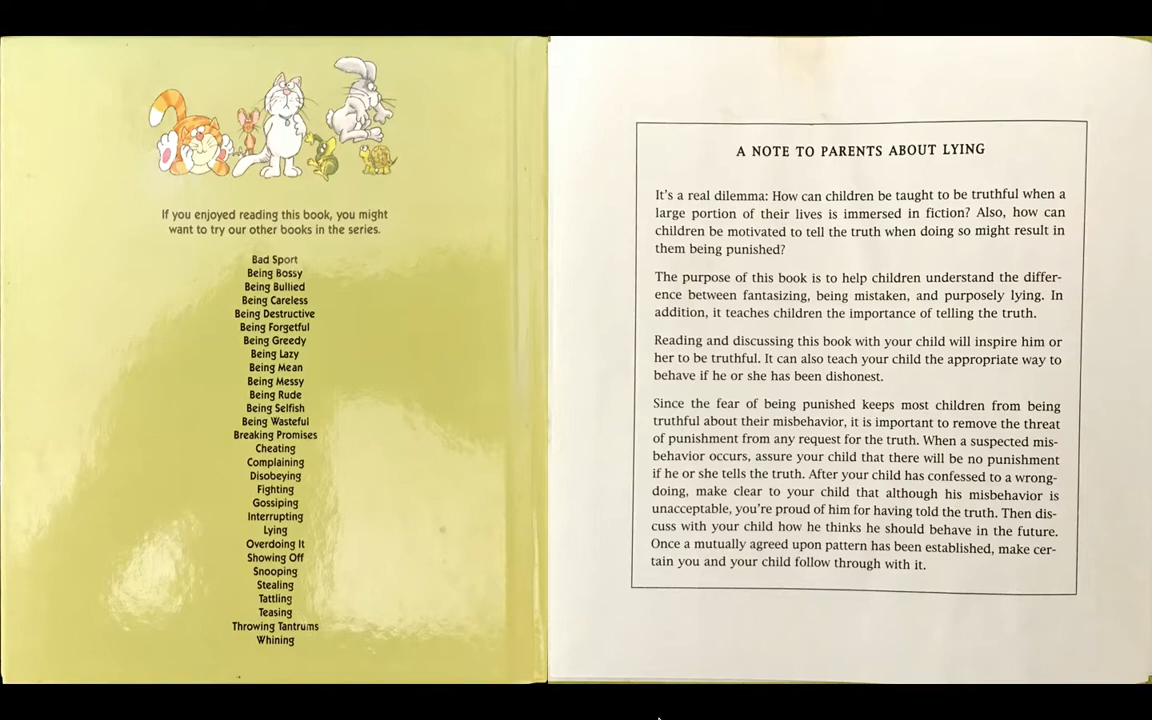 If you enjoyed reading this book, you might
want to try our other books in the series.
Bad Sport
Being Bossy
Being Bullied
Being Careless
Being Destructive
Being Forgetful
Being Greedy
Being Lazy
Being Mean
Being Messy
Being Rude
Being Selfish
Being Wasteful
Breaking Promises
Cheating
Complaining
Disobeying
Fighting
Gossiping
Interrupting
Lying
Overdoing It
Showing Off
Snooping
Stealing
Tattling
Teasing
Throwing Tantrums
Whining
A NOTE TO PARENTS ABOUT LYING
It's a real dilemma: How can children be taught to be truthful when a
large portion of their lives is immersed in fiction? Also, how can
children be motivated to tell the truth when doing so might result in
them being punished?
The purpose of this book is to help children understand the differ-
ence between fantasizing, being mistaken, and purposely lying. In
addition, it teaches children the importance of telling the truth.
Reading and discussing this book with your child will inspire him or
her to be truthful. It can also teach your child the appropriate way to
behave if he or she has been dishonest.
Since the fear of being punished keeps most children from being
truthful about their misbehavior, it is important to remove the threat
of punishment from any request for the truth. When a suspected mis-
behavior occurs, assure your child that there will be no punishment
if he or she tells the truth. After your child has confessed to a wrong-
doing, make clear to your child that although his misbehavior is
unacceptable, you're proud of him for having told the truth. Then dis-
cuss with your child how he thinks he should behave in the future.
Once a mutually agreed upon pattern has been established, make cer-
tain you and your child follow through with it.